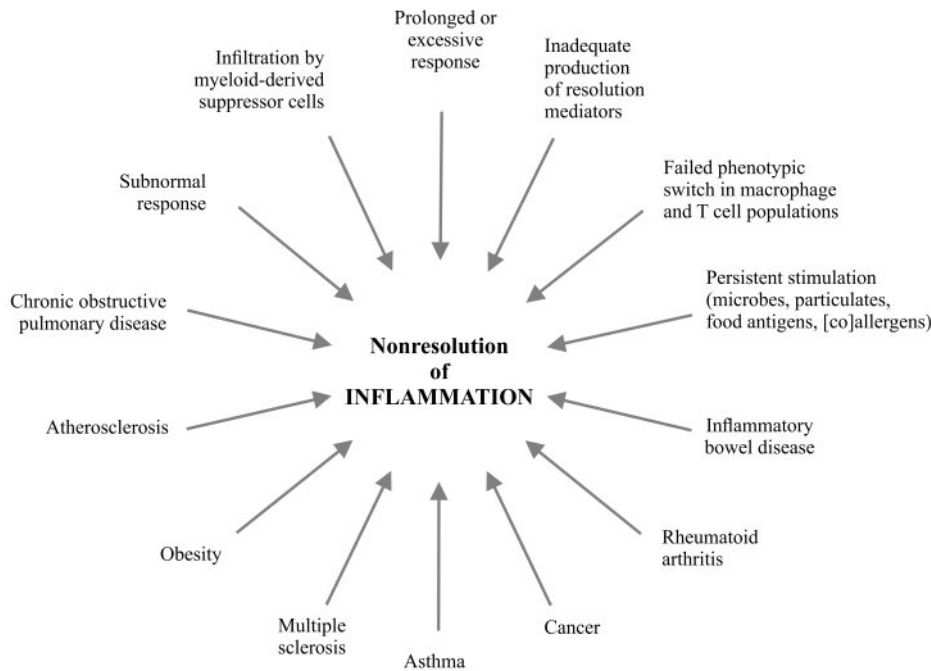 Prolonged or
excessive
response
Inadequate
production
of resolution
mediators
Failed phenotypic
switch in macrophage
and T cell populations
Persistent stimulation
(microbes, particulates,
food antigens, [co]allergens)
Inflammatory
bowel disease
Rheumatoid
arthritis
Cancer
Asthma
Multiple
sclerosis
Obesity
Atherosclerosis
Chronic obstructive
pulmonary disease
Subnormal
response
Infiltration by
myeloid-derived
suppressor cells
Nonresolution
of
INFLAMMATION